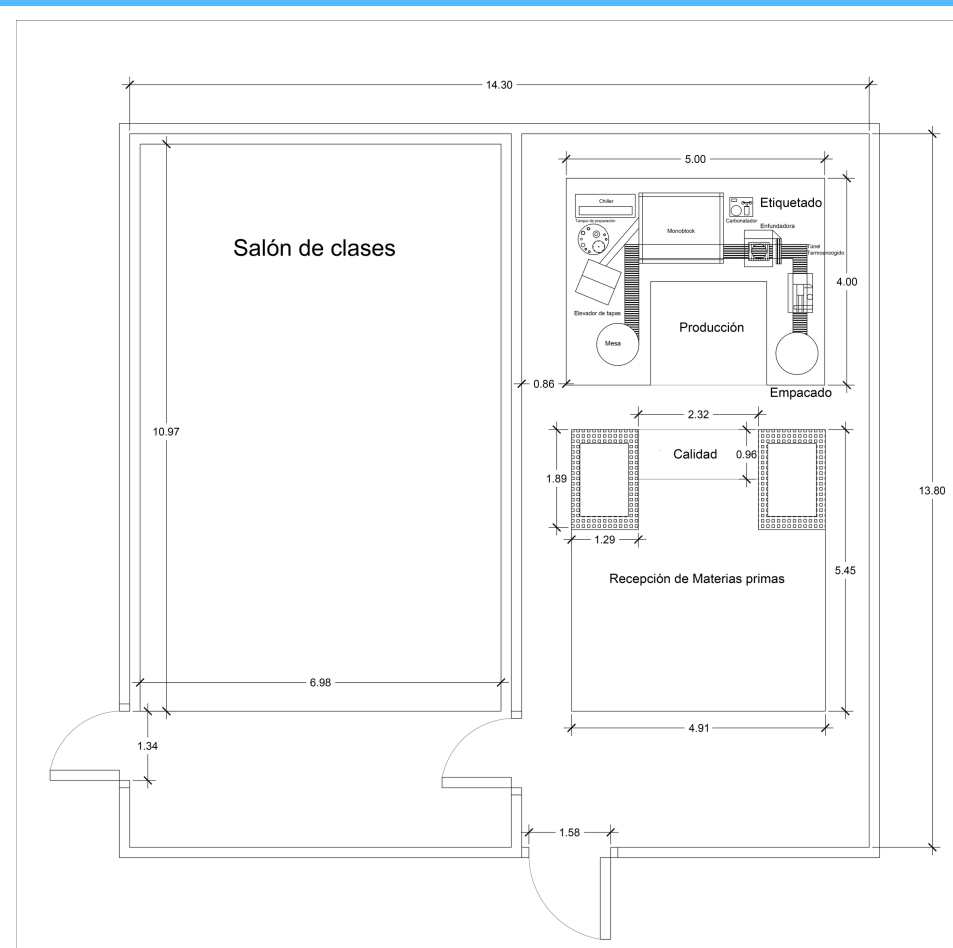 14.30
5.00
Chiller
Etiquetado
Tanque de preparación
Monoblock
Carbonatador
Enfundadora
Salón de clases
Túnel
Termoencogido
4.00
Elevador de tapas
Producción
Mesa
0.86
Empacado
2.32
10.97
Calidad
0.96
1.89
13.80
1.29
Recepción de Materias primas
5.45
6.98
4.91
1.34
1.58